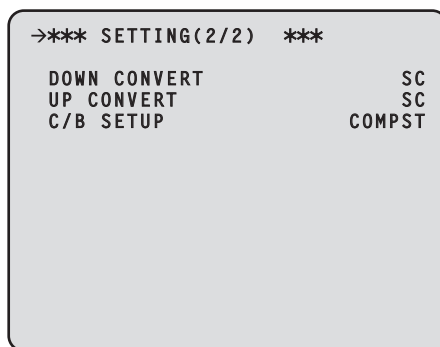 →*** SETTING(2/2) ***
DOWN CONVERT SC
UP CONVERT SC
C/B SETUP COMPST